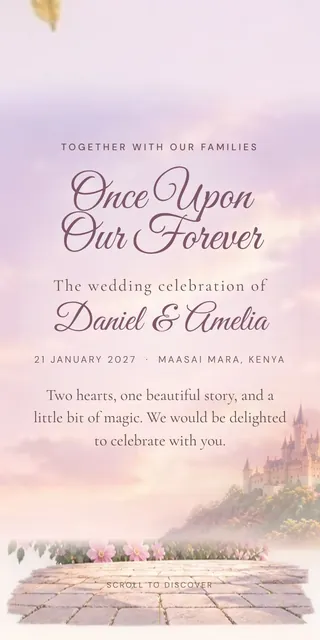 TOGETHER WITH OUR FAMILIES
Once Upon
Our Forever
The wedding celebration of
Daniel & Amelia
21 JANUARY 2027 · MAASAI MARA, KENYA
Two hearts, one beautiful story, and a
little bit of magic. We would be delighted
to celebrate with you.
SCROLL TO DISCOVER